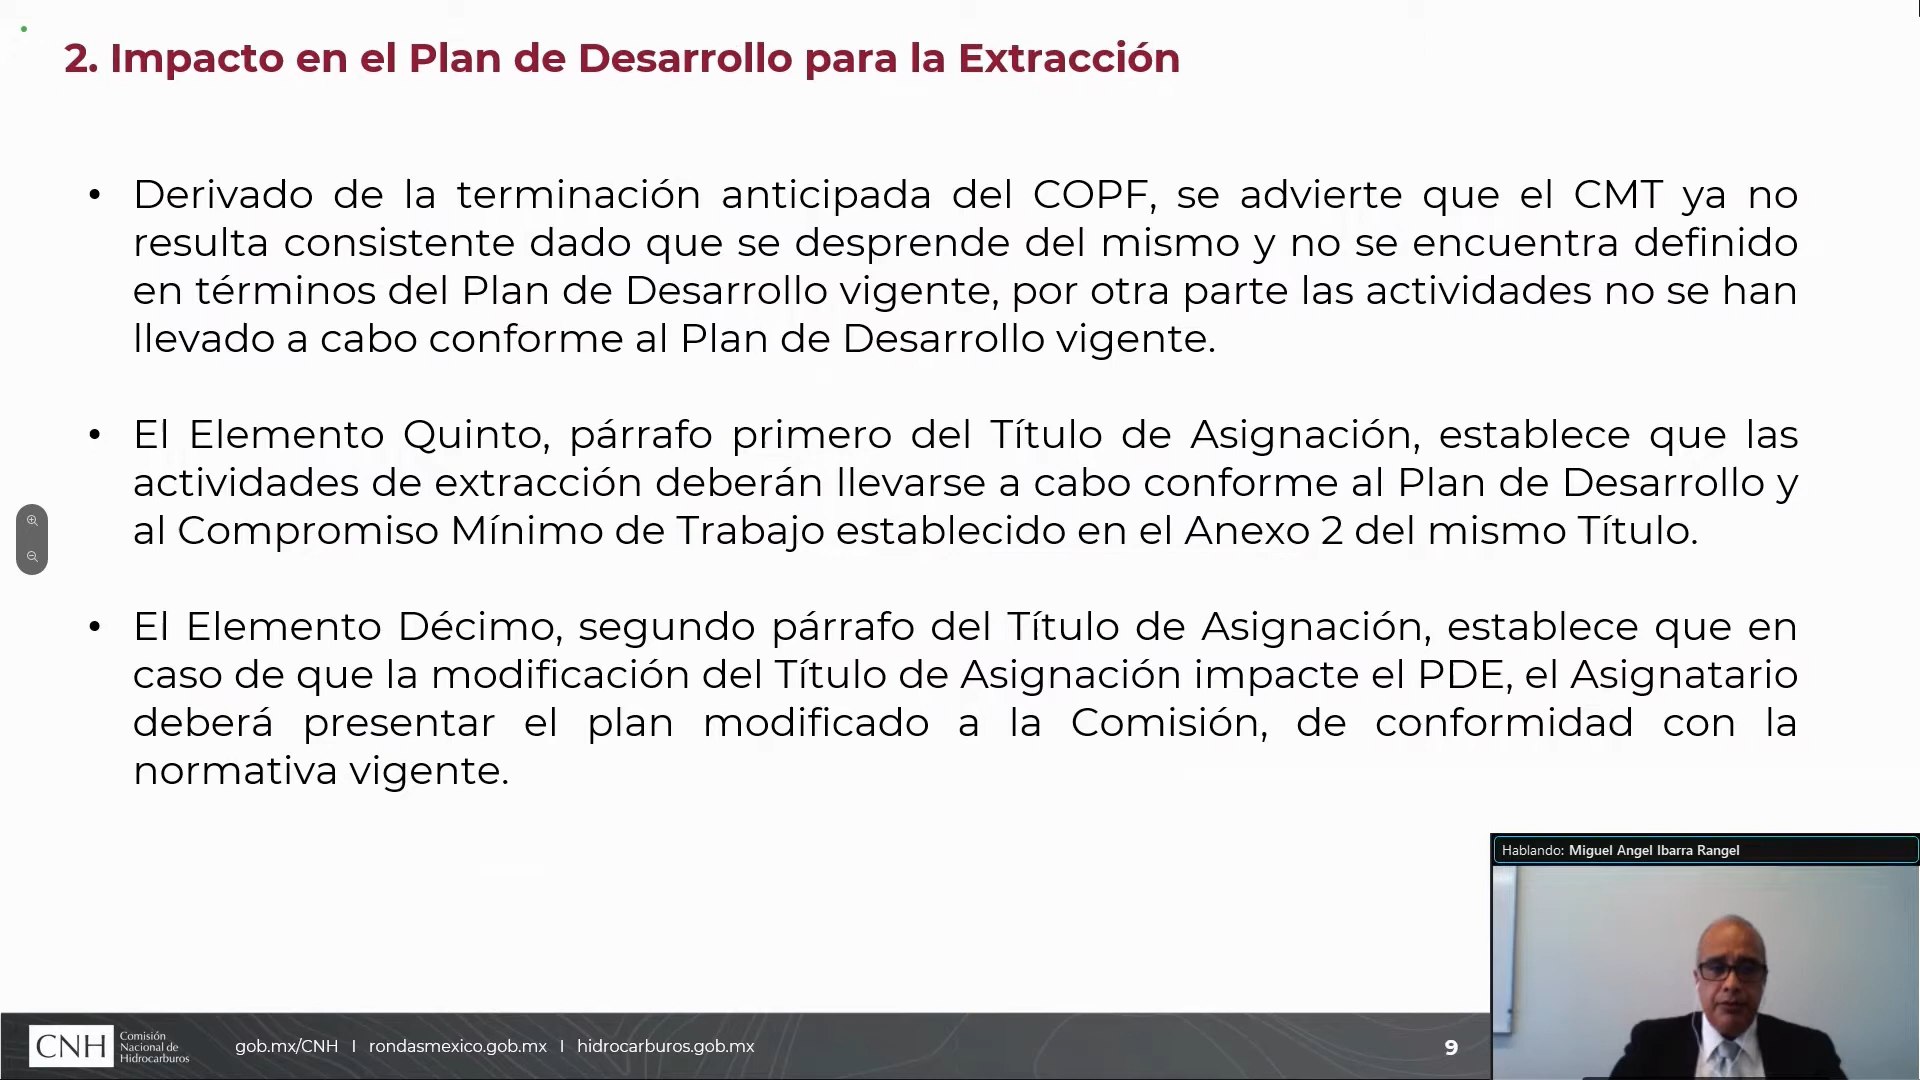 2. Impacto en el Plan de Desarrollo para la Extracción
• Derivado de la terminación anticipada del COPF, se advierte que el CMT ya no
resulta consistente dado que se desprende del mismo y no se encuentra definido
en términos del Plan de Desarrollo vigente, por otra parte las actividades no se han
llevado a cabo conforme al Plan de Desarrollo vigente.
• El Elemento Quinto, párrafo primero del Título de Asignación, establece que las
actividades de extracción deberán llevarse a cabo conforme al Plan de Desarrollo y
al Compromiso Mínimo de Trabajo establecido en el Anexo 2 del mismo Título.
• El Elemento Décimo, segundo párrafo del Título de Asignación, establece que en
caso de que la modificación del Título de Asignación impacte el PDE, el Asignatario
deberá presentar el plan modificado a la Comisión, de conformidad con la
normativa vigente.
Hablando: Miguel Angel Ibarra Rangel
CNH
Comisión
Nacional de
Hidrocarburos
gob.mx/CNH I rondasmexico.gob.mx I hidrocarburos.gob.mx
9